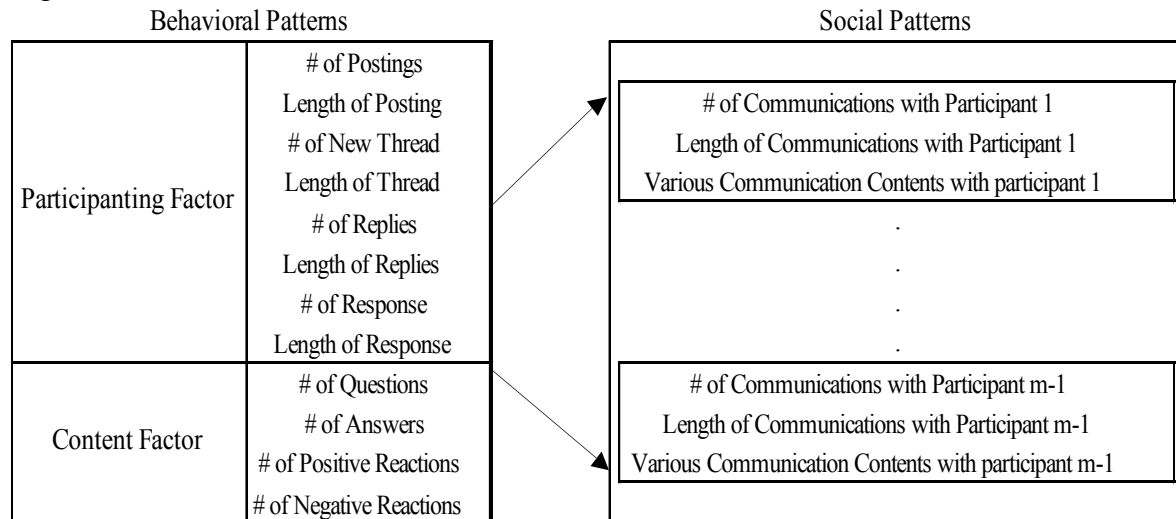 Behavioral Patterns
Participanting Factor
# of Postings
Length of Posting
# of New Thread
Length of Thread
# of Replies
Length of Replies
# of Response
Length of Response
Content Factor
# of Questions
# of Answers
# of Positive Reactions
# of Negative Reactions
Social Patterns
# of Communications with Participant 1
Length of Communications with Participant 1
Various Communication Contents with participant 1
.
.
.
.
# of Communications with Participant m-1
Length of Communications with Participant m-1
Various Communication Contents with participant m-1